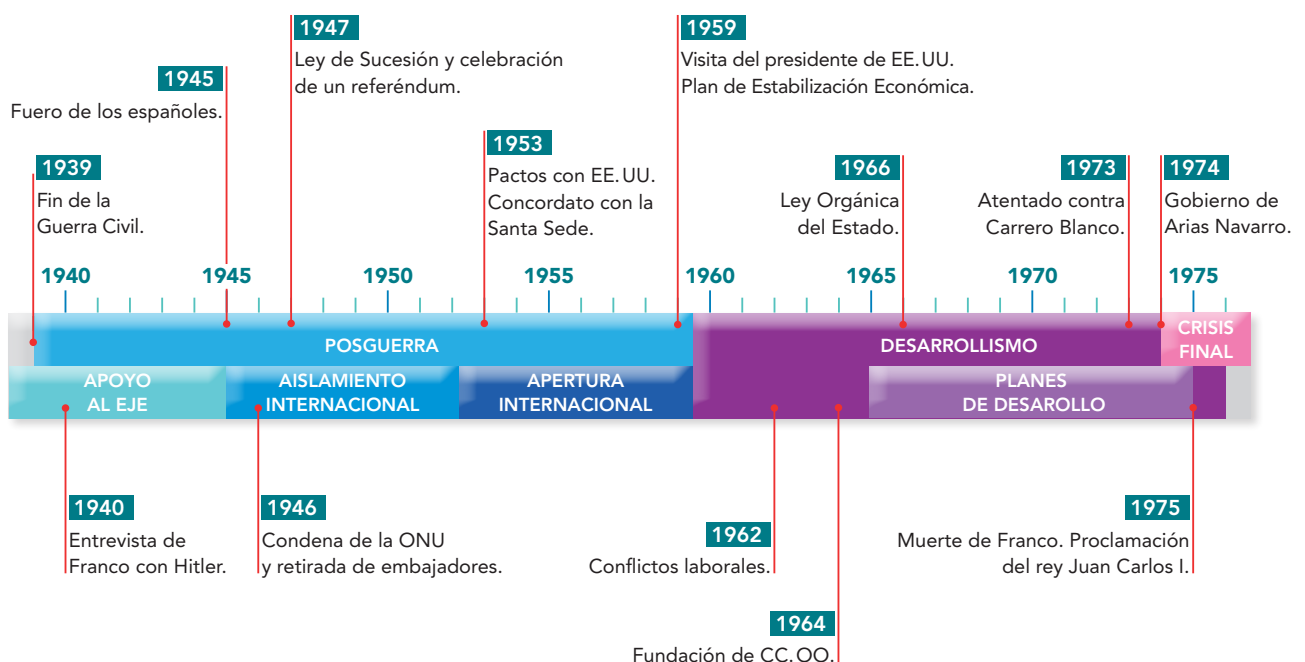 1947
Ley de Sucesión y celebración
de un referéndum.
1959
Visita del presidente de EE.UU.
Plan de Estabilización Económica.
1945
Fuero de los españoles.
1939
Fin de la
Guerra Civil.
1953
Pactos con EE.UU.
Concordato con la
Santa Sede.
1966
Ley Orgánica
del Estado.
1973
Atentado contra
Carrero Blanco.
1974
Gobierno de
Arias Navarro.
1940 1945 1950 1955 1960 1965 1970 1975
POSGUERRA
DESARROLLISMO
CRISIS
FINAL
APOYO
AL EJE
AISLAMIENTO
INTERNACIONAL
APERTURA
INTERNACIONAL
PLANES
DE DESAROLLO
1940
Entrevista de
Franco con Hitler.
1946
Condena de la ONU
y retirada de embajadores.
1962
Conflictos laborales.
1975
Muerte de Franco. Proclamación
del rey Juan Carlos I.
1964
Fundación de CC.OO.